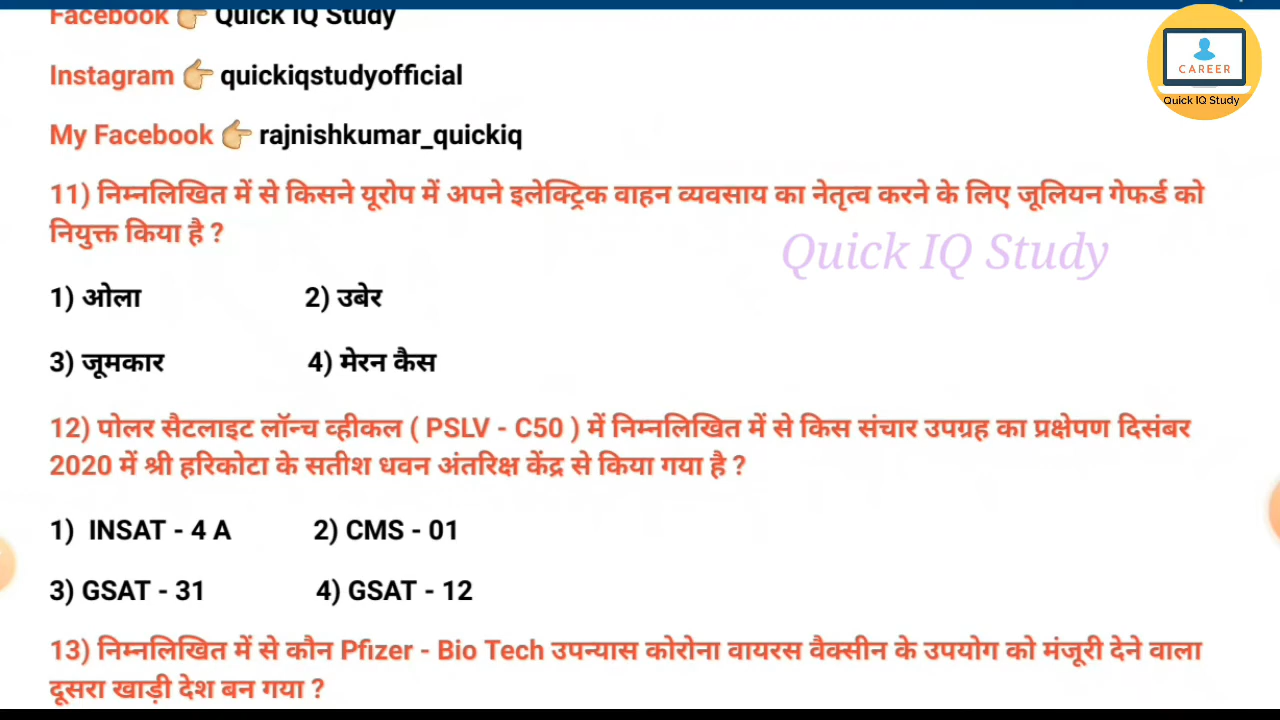 Facebook 👉 Quick IQ Study
CAREER
Quick IQ Study
Instagram 👉 quickiqstudyofficial
My Facebook 👉 rajnishkumar_quickiq
11) निम्नलिखित में से किसने यूरोप में अपने इलेक्ट्रिक वाहन व्यवसाय का नेतृत्व करने के लिए जूलियन गेफर्ड को
नियुक्त किया है ?
Quick IQ Study
1) ओला 2) उबेर
3) जूमकार 4) मेरन कैस
12) पोलर सैटलाइट लॉन्च व्हीकल ( PSLV - C50 ) में निम्नलिखित में से किस संचार उपग्रह का प्रक्षेपण दिसंबर
2020 में श्री हरिकोटा के सतीश धवन अंतरिक्ष केंद्र से किया गया है ?
1) INSAT - 4 A 2) CMS - 01
3) GSAT - 31 4) GSAT - 12
13) निम्नलिखित में से कौन Pfizer - Bio Tech उपन्यास कोरोना वायरस वैक्सीन के उपयोग को मंजूरी देने वाला
दूसरा खाड़ी देश बन गया ?